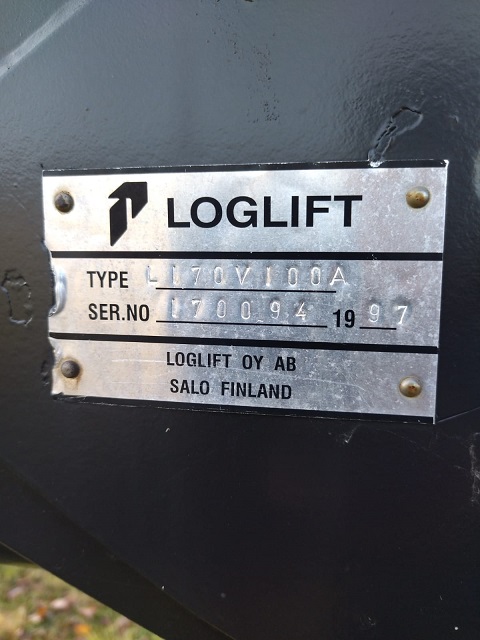 LOGLIFT
TYPE L170V100A
SER.NO 170094 1997
LOGLIFT OY AB
SALO FINLAND